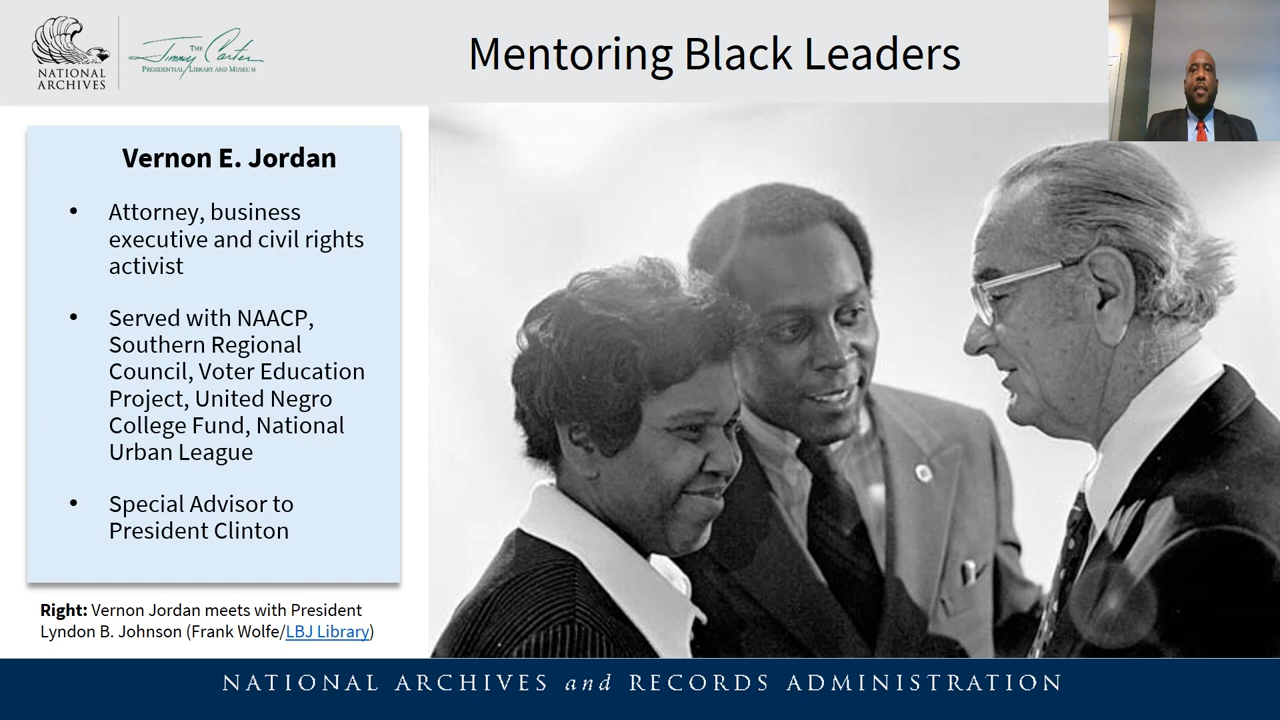 NATIONAL
ARCHIVES
THE
Jimmy Carter
PRESIDENTIAL LIBRARY AND MUSEUM
Mentoring Black Leaders
Vernon E. Jordan
• Attorney, business
executive and civil rights
activist
• Served with NAACP,
Southern Regional
Council, Voter Education
Project, United Negro
College Fund, National
Urban League
• Special Advisor to
President Clinton
Right: Vernon Jordan meets with President
Lyndon B. Johnson (Frank Wolfe/LBJ Library)
NATIONAL ARCHIVES and RECORDS ADMINISTRATION